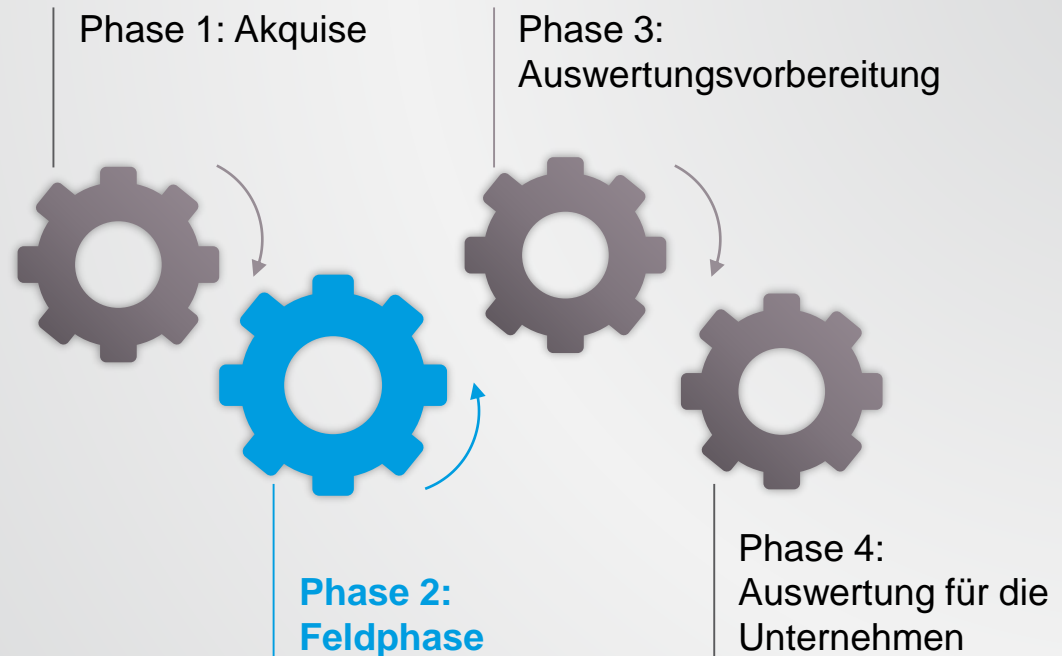 Phase 1: Akquise
Phase 2:
Feldphase
Phase 3:
Auswertungsvorbereitung
Phase 4:
Auswertung für die
Unternehmen